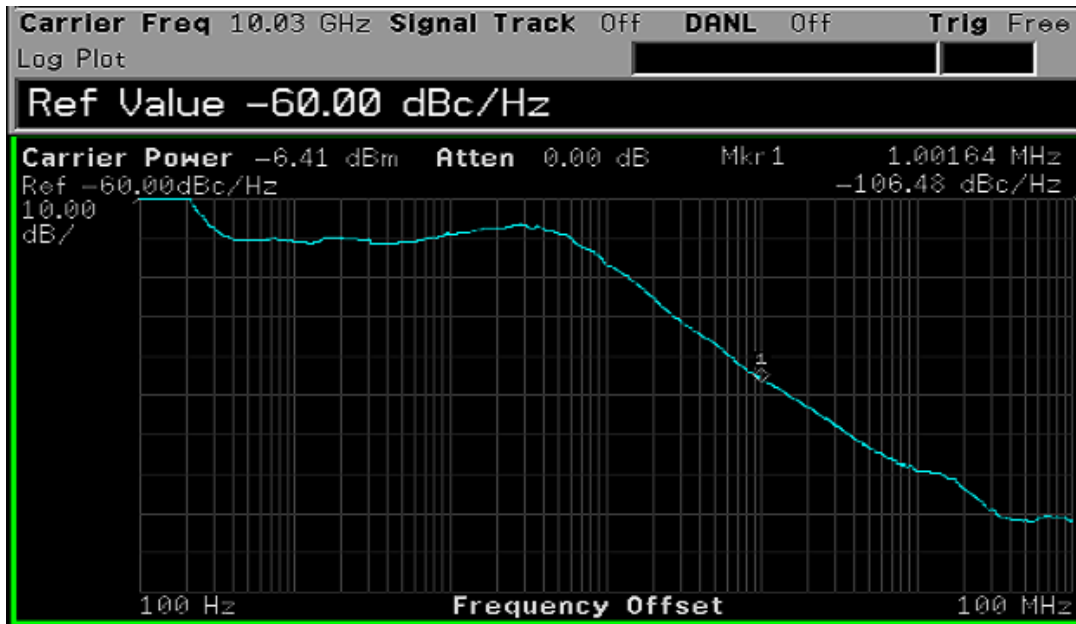 Carrier Freq 10.03 GHz Signal Track Off DANL Off Trig Free
Log Plot
Ref Value -60.00 dBc/Hz
Carrier Power -6.41 dBm Atten 0.00 dB Mkr1 1.00164 MHz
Ref -60.00dBc/Hz -106.48 dBc/Hz
10.00
dB/
1
100 Hz Frequency Offset 100 MHz